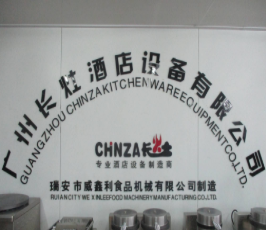 广州长灶酒店设备有限公司
GUANGZHOU CHINZA KITCHENWARE EQUIPMENT CO.LTD.
CHNZA长灶
专业酒店设备制造商
瑞安市威鑫利食品机械有限公司制造
RUIAN CITY WE XINLEE FOOD MACHINERY MANUFACTURING CO.,LTD.